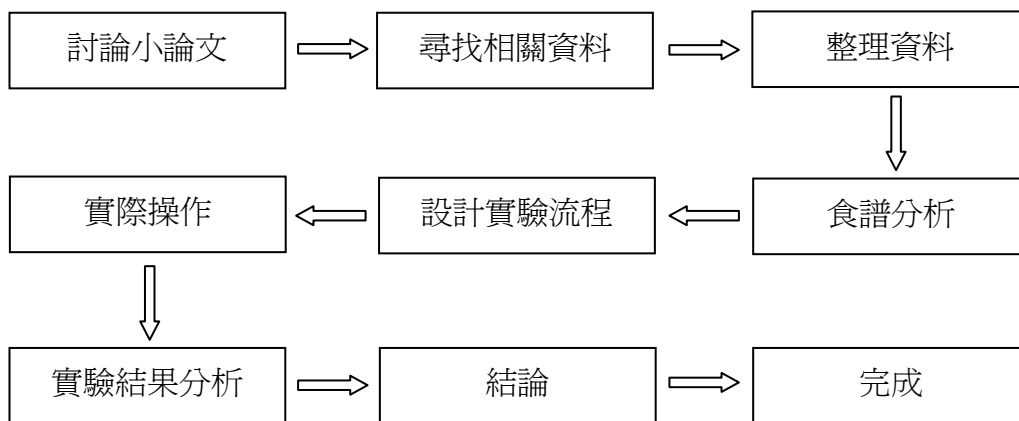 討論小論文
尋找相關資料
整理資料
食譜分析
設計實驗流程
實際操作
實驗結果分析
結論
完成